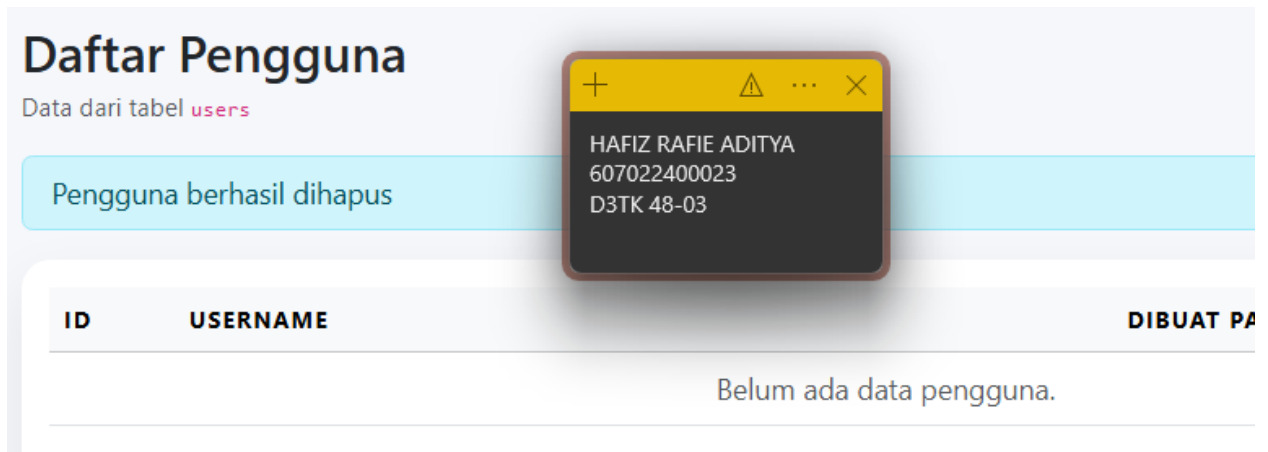 Daftar Pengguna
Data dari tabel users
Pengguna berhasil dihapus
HAFIZ RAFIE ADITYA
607022400023
D3TK 48-03
ID USERNAME DIBUAT PA
Belum ada data pengguna.